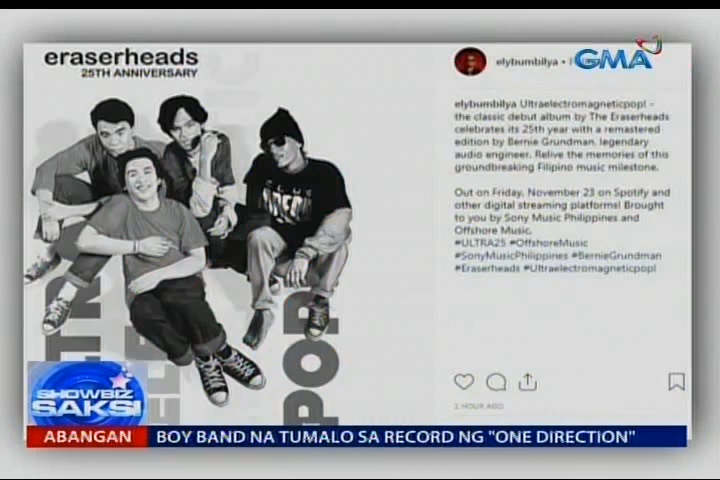 eraserheads
25TH ANNIVERSARY
elybumbilya •
GMA
elybumbilya Ultraelectromagneticpop! -
the classic debut album by The Eraserheads
celebrates its 25th year with a remastered
edition by Bernie Grundman, legendary
audio engineer. Relive the memories of this
groundbreaking Filipino music milestone.
Out on Friday, November 23 on Spotify and
other digital streaming platforms! Brought
to you by Sony Music Philippines and
Offshore Music.
#ULTRA25 #OffshoreMusic
#SonyMusicPhilippines #BernieGrundman
#Eraserheads #Ultraelectromagneticpop!
POP
1 HOUR AGO
SHOWBIZ
SAKSI
ABANGAN BOY BAND NA TUMALO SA RECORD NG "ONE DIRECTION"